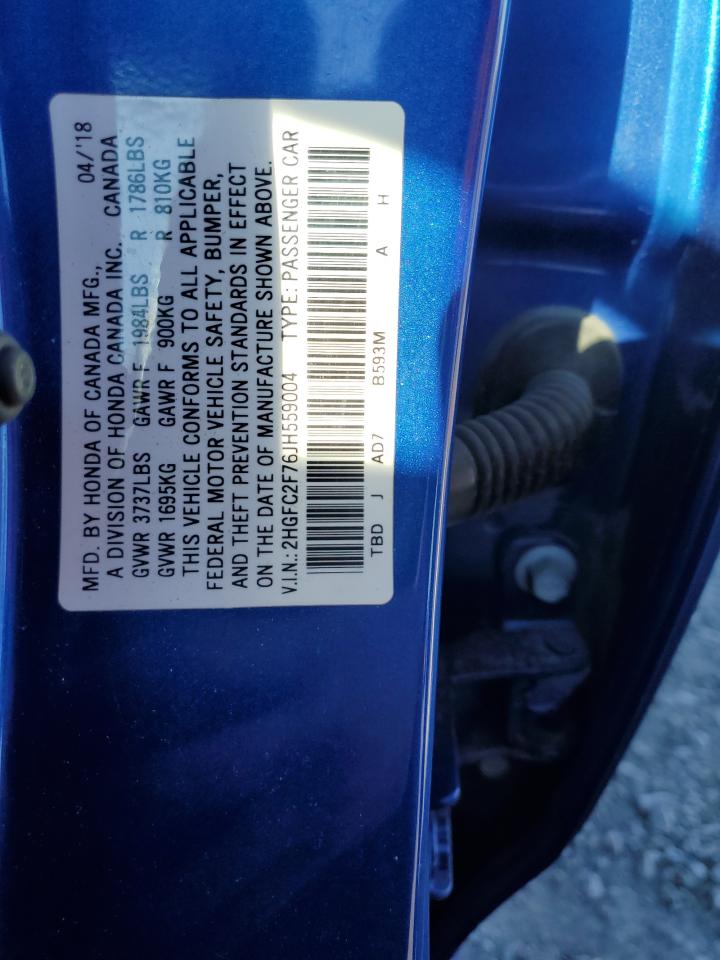 MFD. BY HONDA OF CANADA MFG., 04/'18
A DIVISION OF HONDA CANADA INC., CANADA
GVWR 3737LBS GAWR F 1984LBS R 1786LBS
GVWR 1695KG GAWR F 900KG R 810KG
THIS VEHICLE CONFORMS TO ALL APPLICABLE
FEDERAL MOTOR VEHICLE SAFETY, BUMPER,
AND THEFT PREVENTION STANDARDS IN EFFECT
ON THE DATE OF MANUFACTURE SHOWN ABOVE.
V.I.N.: 2HGFC2F76JH559004 TYPE: PASSENGER CAR
TBD J AD7 B593M A H